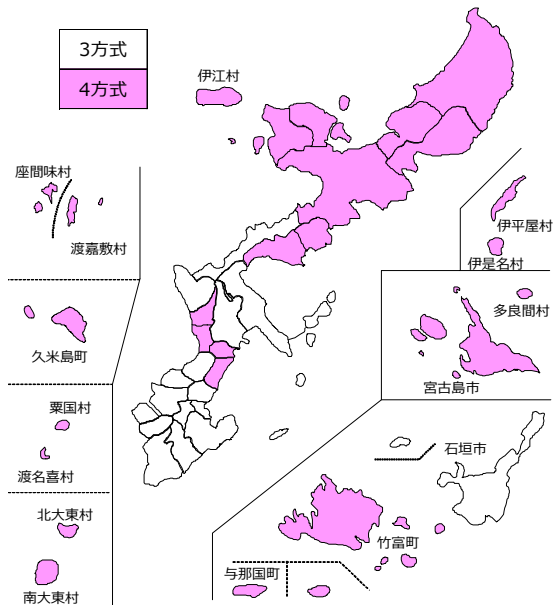 3方式
4方式
伊江村
座間味村
渡嘉敷村
伊平屋村
伊是名村
多良間村
久米島町
宮古島市
粟国村
石垣市
渡名喜村
北大東村
竹富町
与那国町
南大東村